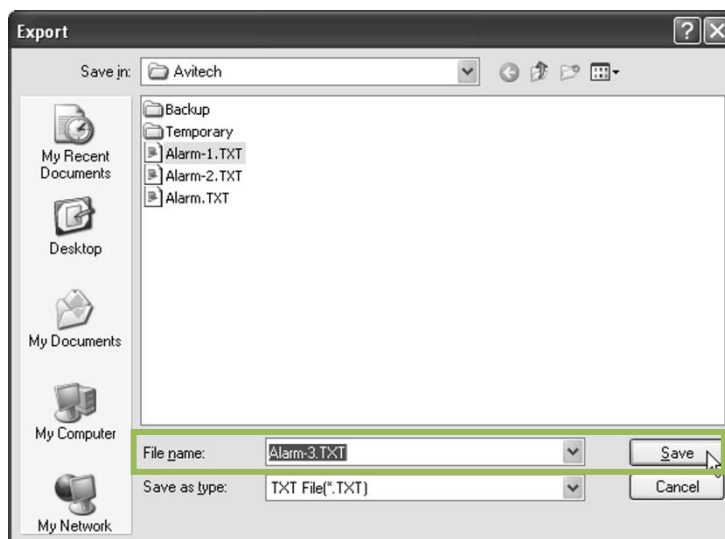 Export
Save in:
Avitech
My Recent Documents
Desktop
My Documents
My Computer
My Network
Backup
Temporary
Alarm-1.TXT
Alarm-2.TXT
Alarm.TXT
File name:
Alarm-3.TXT
Save
Save as type:
TXT File(*.TXT)
Cancel